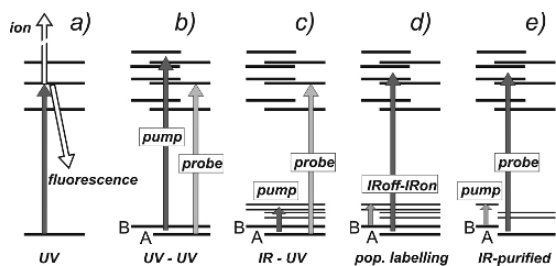 a)
b)
c)
d)
e)
ion
fluorescence
UV
pump
probe
B
A
UV - UV
probe
pump
B
A
IR - UV
IRoff-IRon
B
A
pop. labelling
probe
pump
B
A
IR-purified